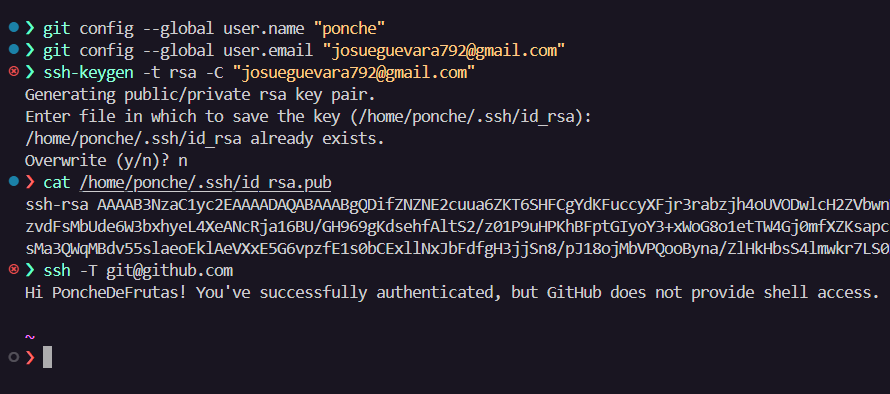 ❯ git config --global user.name "ponche"
❯ git config --global user.email "josueguevara792@gmail.com"
❯ ssh-keygen -t rsa -C "josueguevara792@gmail.com"
Generating public/private rsa key pair.
Enter file in which to save the key (/home/ponche/.ssh/id_rsa):
/home/ponche/.ssh/id_rsa already exists.
Overwrite (y/n)? n
❯ cat /home/ponche/.ssh/id_rsa.pub
ssh-rsa AAAAB3NzaC1yc2EAAAADAQABAAABgQDifZNZNE2cuua6ZKT6SHFCgYdKFuccyXFjr3rabzjh4oUVODwlcH2ZVbwn
zvdFsMbUde6W3bxhyeL4XeANcRja16BU/GH969gKdsehfAltS2/z01P9uHPKhBFptGIyoY3+xWoG8o1etTW4Gj0mfXZKsapc
sMa3QWqMBdv55slaeoEklAeVXxE5G6vpzfE1s0bCExllNxJbFdfgH3jjSn8/pJ18ojMbVPQooByna/ZlHkHbsS4lmwkr7LS0
❯ ssh -T git@github.com
Hi PoncheDeFrutas! You've successfully authenticated, but GitHub does not provide shell access.
~
❯